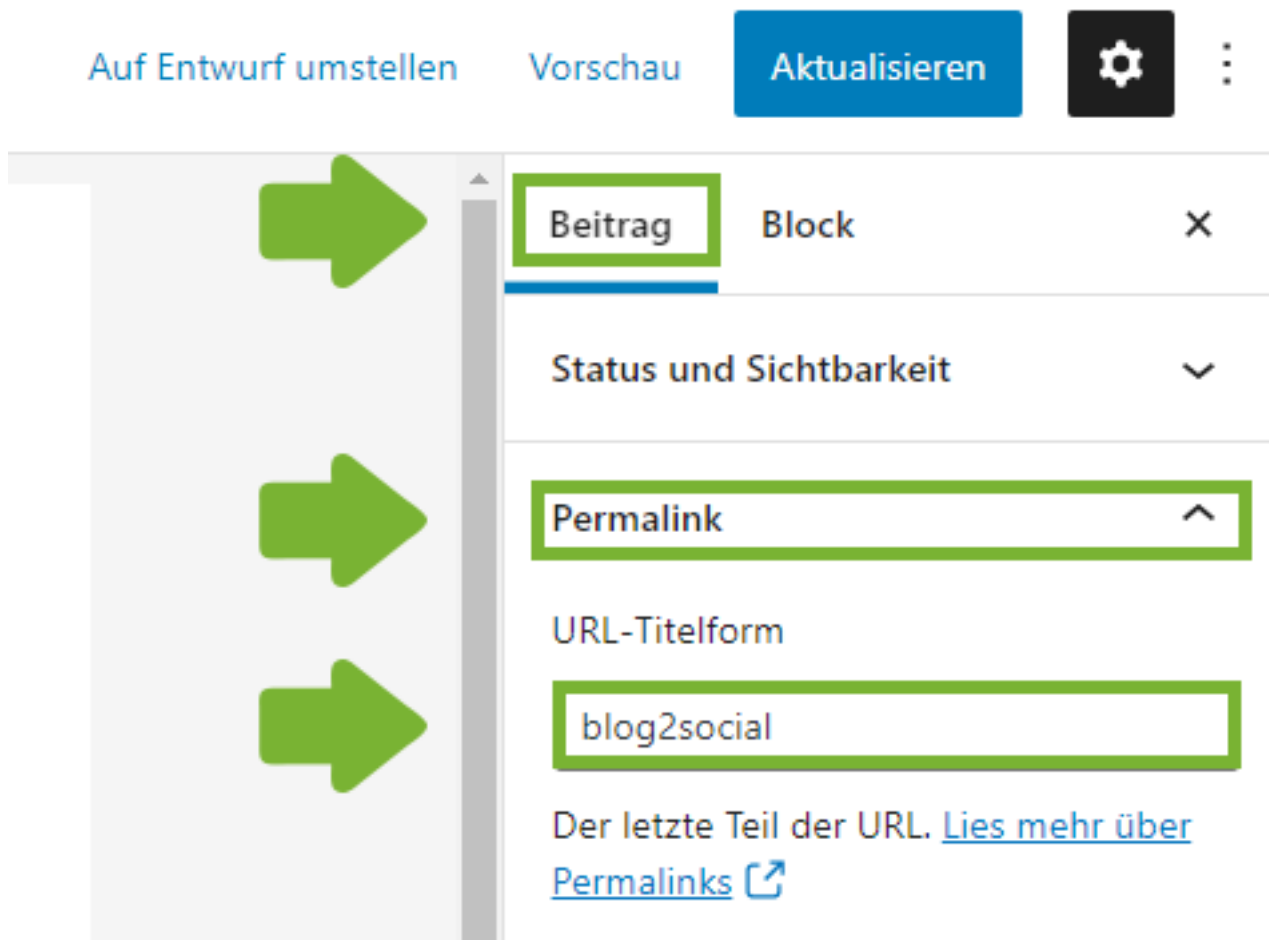 Auf Entwurf umstellen Vorschau Aktualisieren
Beitrag Block
Status und Sichtbarkeit
Permalink
URL-Titelform
blog2social
Der letzte Teil der URL. Lies mehr über
Permalinks